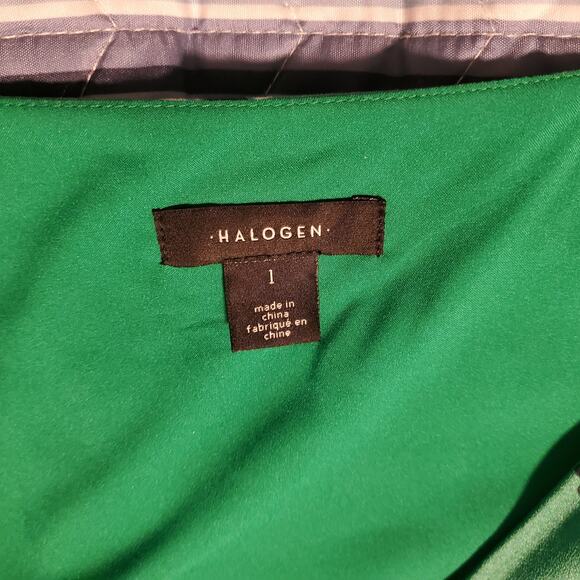 ·HALOGEN·
1
made in
china
fabriqué en
chine